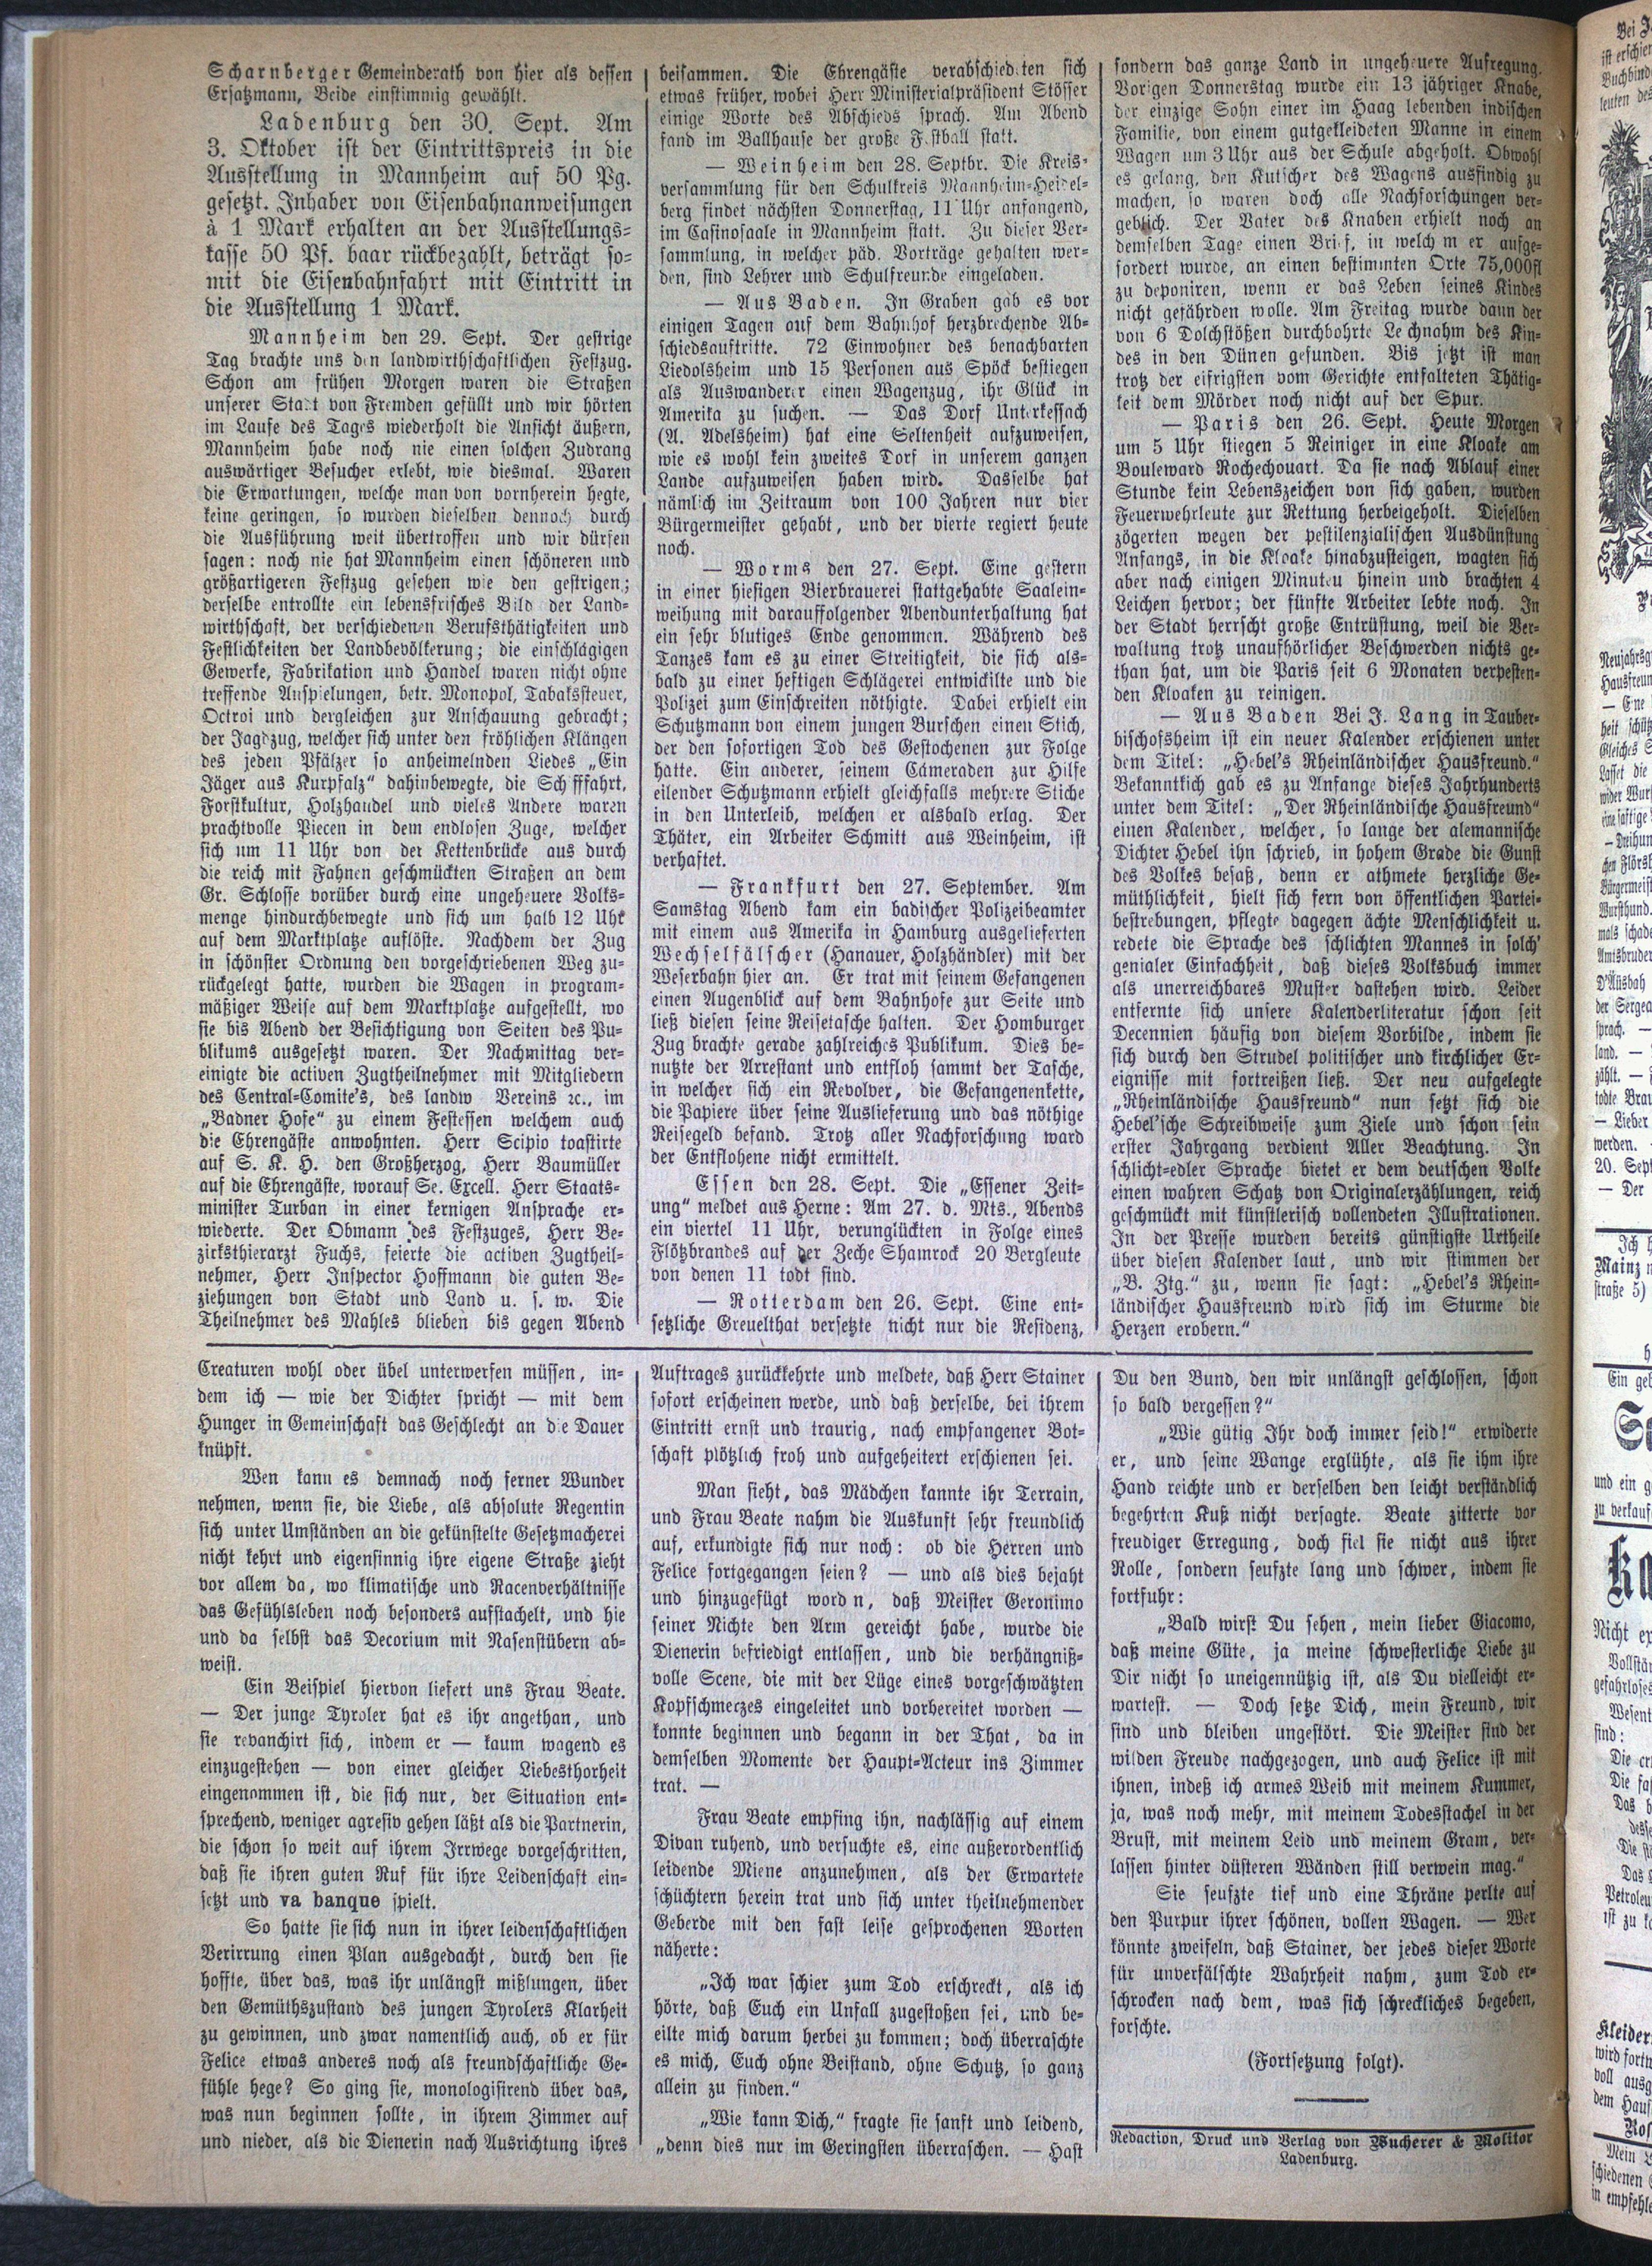 Scharnberger Gemeinderath von hier als dessen
Ersatzmann, Beide einstimmig gewählt.
Ladenburg den 30. Sept. Am
3. Oktober ist der Eintrittspreis in die
Ausstellung in Mannheim auf 50 Pg.
gesetzt. Inhaber von Eisenbahnanweisungen
à 1 Mark erhalten an der Ausstellungs-
kasse 50 Pf. baar rückbezahlt, beträgt so-
mit die Eisenbahnfahrt mit Eintritt in
die Ausstellung 1 Mark.
Mannheim den 29. Sept. Der gestrige
Tag brachte uns den landwirthschaftlichen Festzug.
Schon am frühen Morgen waren die Straßen
unserer Stadt von Fremden gefüllt und wir hörten
im Laufe des Tages wiederholt die Ansicht äußern,
Mannheim habe noch nie einen solchen Zudrang
auswärtiger Besucher erlebt, wie diesmal. Waren
die Erwartungen, welche man von vornherein hegte,
keine geringen, so wurden dieselben dennoch durch
die Ausführung weit übertroffen und wir dürfen
sagen: noch nie hat Mannheim einen schöneren und
großartigeren Festzug gesehen wie den gestrigen;
derselbe entrollte ein lebensfrisches Bild der Land-
wirthschaft, der verschiedenen Berufsthätigkeiten und
Festlichkeiten der Landbevölkerung; die einschlägigen
Gewerke, Fabrikation und Handel waren nicht ohne
treffende Anspielungen, betr. Monopol, Tabakssteuer,
Octroi und dergleichen zur Anschauung gebracht;
der Jagdzug, welcher sich unter den fröhlichen Klängen
des jeden Pfälzer so anheimelnden Liedes „Ein
Jäger aus Kurpfalz“ dahinbewegte, die Sch fffahrt,
Forstkultur, Holzhandel und vieles Andere waren
prachtvolle Piecen in dem endlosen Zuge, welcher
sich um 11 Uhr von der Kettenbrücke aus durch
die reich mit Fahnen geschmückten Straßen an dem
Gr. Schlosse vorüber durch eine ungeheuere Volks-
menge hindurchbewegte und sich um halb 12 Uhr
auf dem Marktplatze auflöste. Nachdem der Zug
in schönster Ordnung den vorgeschriebenen Weg zu-
rückgelegt hatte, wurden die Wagen in program-
mäßiger Weise auf dem Marktplatze aufgestellt, wo
sie bis Abend der Besichtigung von Seiten des Pu-
blikums ausgesetzt waren. Der Nachmittag ver-
einigte die activen Zugtheilnehmer mit Mitgliedern
des Central-Comite's, des landw Vereins ꝛc., im
„Badner Hofe“ zu einem Festessen welchem auch
die Ehrengäste anwohnten. Herr Scipio toastirte
auf S. K. H. den Großherzog, Herr Baumüller
auf die Ehrengäste, worauf Se. Excell. Herr Staats-
minister Turban in einer kernigen Ansprache er-
wiederte. Der Obmann des Festzuges, Herr Be-
zirksthierarzt Fuchs, feierte die activen Zugtheil-
nehmer, Herr Inspector Hoffmann die guten Be-
ziehungen von Stadt und Land u. s. w. Die
Theilnehmer des Mahles blieben bis gegen Abend
beisammen. Die Ehrengäste verabschiedeten sich
etwas früher, wobei Herr Ministerialpräsident Stösser
einige Worte des Abschieds sprach. Am Abend
fand im Ballhause der große Festball statt.
— Weinheim den 28. Septbr. Die Kreis-
versammlung für den Schulkreis Mannheim-Heidel-
berg findet nächsten Donnerstag, 11 Uhr anfangend,
im Casinosaale in Mannheim statt. Zu dieser Ver-
sammlung, in welcher päd. Vorträge gehalten wer-
den, sind Lehrer und Schulfreunde eingeladen.
— Aus Baden. In Graben gab es vor
einigen Tagen auf dem Bahnhof herzbrechende Ab-
schiedsauftritte. 72 Einwohner des benachbarten
Liedolsheim und 15 Personen aus Spöck bestiegen
als Auswanderer einen Wagenzug, ihr Glück in
Amerika zu suchen. — Das Dorf Unterkessach
(A. Adelsheim) hat eine Seltenheit aufzuweisen,
wie es wohl kein zweites Dorf in unserem ganzen
Lande aufzuweisen haben wird. Dasselbe hat
nämlich im Zeitraum von 100 Jahren nur vier
Bürgermeister gehabt, und der vierte regiert heute
noch.
— Worms den 27. Sept. Eine gestern
in einer hiesigen Bierbrauerei stattgehabte Saalein-
weihung mit darauffolgender Abendunterhaltung hat
ein sehr blutiges Ende genommen. Während des
Tanzes kam es zu einer Streitigkeit, die sich als-
bald zu einer heftigen Schlägerei entwickilte und die
Polizei zum Einschreiten nöthigte. Dabei erhielt ein
Schutzmann von einem jungen Burschen einen Stich,
der den sofortigen Tod des Gestochenen zur Folge
hatte. Ein anderer, seinem Cameraden zur Hilfe
eilender Schutzmann erhielt gleichfalls mehrere Stiche
in den Unterleib, welchen er alsbald erlag. Der
Thäter, ein Arbeiter Schmitt aus Weinheim, ist
verhaftet.
— Frankfurt den 27. September. Am
Samstag Abend kam ein badischer Polizeibeamter
mit einem aus Amerika in Hamburg ausgelieferten
Wechselfälscher (Hanauer, Holzhändler) mit der
Weserbahn hier an. Er trat mit seinem Gefangenen
einen Augenblick auf dem Bahnhofe zur Seite und
ließ diesen seine Reisetasche halten. Der Homburger
Zug brachte gerade zahlreiches Publikum. Dies be-
nutzte der Arrestant und entfloh sammt der Tasche,
in welcher sich ein Revolver, die Gefangenenkette,
die Papiere über seine Auslieferung und das nöthige
Reisegeld befand. Trotz aller Nachforschung ward
der Entflohene nicht ermittelt.
Essen den 28. Sept. Die „Essener Zeit-
ung“ meldet aus Herne: Am 27. d. Mts., Abends
ein viertel 11 Uhr, verunglückten in Folge eines
Flötzbrandes auf der Zeche Shamrock 20 Bergleute
von denen 11 todt sind.
— Rotterdam den 26. Sept. Eine ent-
setzliche Greuelthat versetzte nicht nur die Residenz,
sondern das ganze Land in ungeheuere Aufregung.
Vorigen Donnerstag wurde ein 13 jähriger Knabe,
der einzige Sohn einer im Haag lebenden indischen
Familie, von einem gutgekleideten Manne in einem
Wagen um 3 Uhr aus der Schule abgeholt. Obwohl
es gelang, den Kutscher des Wagens ausfindig zu
machen, so waren doch alle Nachforschungen ver-
geblich. Der Vater des Knaben erhielt noch an
demselben Tage einen Brief, in welch m er aufge-
fordert wurde, an einen bestimmten Orte 75,000fl
zu deponiren, wenn er das Leben seines Kindes
nicht gefährden wolle. Am Freitag wurde dann der
von 6 Dolchstößen durchbohrte Le chnahm des Kin-
des in den Dünen gefunden. Bis jetzt ist man
trotz der eifrigsten vom Gerichte entfalteten Thätig-
keit dem Mörder noch nicht auf der Spur.
— Paris den 26. Sept. Heute Morgen
um 5 Uhr stiegen 5 Reiniger in eine Kloake am
Bouleward Rochechouart. Da sie nach Ablauf einer
Stunde kein Lebenszeichen von sich gaben, wurden
Feuerwehrleute zur Rettung herbeigeholt. Dieselben
zögerten wegen der pestilenzialischen Ausdünstung
Anfangs, in die Kloake hinabzusteigen, wagten sich
aber nach einigen Minuten hinein und brachten 4
Leichen hervor; der fünfte Arbeiter lebte noch. In
der Stadt herrscht große Entrüstung, weil die Ver-
waltung trotz unaufhörlicher Beschwerden nichts ge-
than hat, um die Paris seit 6 Monaten verpesten-
den Kloaken zu reinigen.
— Aus Baden Bei J. Lang in Tauber-
bischofsheim ist ein neuer Kalender erschienen unter
dem Titel: „Hebel's Rheinländischer Hausfreund.“
Bekanntlich gab es zu Anfange dieses Jahrhunderts
unter dem Titel: „Der Rheinländische Hausfreund“
einen Kalender, welcher, so lange der alemannische
Dichter Hebel ihn schrieb, in hohem Grade die Gunst
des Volkes besaß, denn er athmete herzliche Ge-
müthlichkeit, hielt sich fern von öffentlichen Partei-
bestrebungen, pflegte dagegen ächte Menschlichkeit u.
redete die Sprache des schlichten Mannes in solch'
genialer Einfachheit, daß dieses Volksbuch immer
als unerreichbares Muster dastehen wird. Leider
entfernte sich unsere Kalenderliteratur schon seit
Decennien häufig von diesem Vorbilde, indem sie
sich durch den Strudel politischer und kirchlicher Er-
eignisse mit fortreißen ließ. Der neu aufgelegte
„Rheinländische Hausfreund“ nun setzt sich die
Hebel'sche Schreibweise zum Ziele und schon sein
erster Jahrgang verdient Aller Beachtung. In
schlicht-edler Sprache bietet er dem deutschen Volke
einen wahren Schatz von Originalerzählungen, reich
geschmückt mit künstlerisch vollendeten Illustrationen.
In der Presse wurden bereits günstigste Urtheile
über diesen Kalender laut, und wir stimmen der
„B. Ztg.“ zu, wenn sie sagt: „Hebel's Rhein-
ländischer Hausfreund wird sich im Sturme die
Herzen erobern.“
Creaturen wohl oder übel unterwerfen müssen, in-
dem ich — wie der Dichter spricht — mit dem
Hunger in Gemeinschaft das Geschlecht an die Dauer
knüpft.
Wen kann es demnach noch ferner Wunder
nehmen, wenn sie, die Liebe, als absolute Regentin
sich unter Umständen an die gekünstelte Gesetzmacherei
nicht kehrt und eigensinnig ihre eigene Straße zieht
vor allem da, wo klimatische und Racenverhältnisse
das Gefühlsleben noch besonders aufstachelt, und hie
und da selbst das Decorium mit Nasenstübern ab-
weist.
Ein Beispiel hiervon liefert uns Frau Beate.
— Der junge Tyroler hat es ihr angethan, und
sie revanchirt sich, indem er — kaum wagend es
einzugestehen — von einer gleicher Liebesthorheit
eingenommen ist, die sich nur, der Situation ent-
sprechend, weniger agresiv gehen läßt als die Partnerin,
die schon so weit auf ihrem Irrwege vorgeschritten,
daß sie ihren guten Ruf für ihre Leidenschaft ein-
setzt und va banque spielt.
So hatte sie sich nun in ihrer leidenschaftlichen
Verirrung einen Plan ausgedacht, durch den sie
hoffte, über das, was ihr unlängst mißlungen, über
den Gemüthszustand des jungen Tyrolers Klarheit
zu gewinnen, und zwar namentlich auch, ob er für
Felice etwas anderes noch als freundschaftliche Ge-
fühle hege? So ging sie, monologisirend über das,
was nun beginnen sollte, in ihrem Zimmer auf
und nieder, als die Dienerin nach Ausrichtung ihres
Auftrages zurückkehrte und meldete, daß Herr Stainer
sofort erscheinen werde, und daß derselbe, bei ihrem
Eintritt ernst und traurig, nach empfangener Bot-
schaft plötzlich froh und aufgeheitert erschienen sei.
Man sieht, das Mädchen kannte ihr Terrain,
und Frau Beate nahm die Auskunft sehr freundlich
auf, erkundigte sich nur noch: ob die Herren und
Felice fortgegangen seien? — und als dies bejaht
und hinzugefügt word n, daß Meister Geronimo
seiner Nichte den Arm gereicht habe, wurde die
Dienerin befriedigt entlassen, und die verhängniß-
volle Scene, die mit der Lüge eines vorgeschwätzten
Kopfschmerzes eingeleitet und vorbereitet worden —
konnte beginnen und begann in der That, da in
demselben Momente der Haupt-Acteur ins Zimmer
trat. —
Frau Beate empfing ihn, nachlässig auf einem
Divan ruhend, und versuchte es, eine außerordentlich
leidende Miene anzunehmen, als der Erwartete
schüchtern herein trat und sich unter theilnehmender
Geberde mit den fast leise gesprochenen Worten
näherte:
„Ich war schier zum Tod erschreckt, als ich
hörte, daß Euch ein Unfall zugestoßen sei, und be-
eilte mich darum herbei zu kommen; doch überraschte
es mich, Euch ohne Beistand, ohne Schutz, so ganz
allein zu finden.“
„Wie kann Dich,“ fragte sie sanft und leidend,
„denn dies nur im Geringsten überraschen. — Hast
Du den Bund, den wir unlängst geschlossen, schon
so bald vergessen?“
„Wie gütig Ihr doch immer seid!“ erwiderte
er, und seine Wange erglühte, als sie ihm ihre
Hand reichte und er derselben den leicht verständlich
begehrten Kuß nicht versagte. Beate zitterte vor
freudiger Erregung, doch fiel sie nicht aus ihrer
Rolle, sondern seufzte lang und schwer, indem sie
fortfuhr:
„Bald wirst Du sehen, mein lieber Giacomo,
daß meine Güte, ja meine schwesterliche Liebe zu
Dir nicht so uneigennützig ist, als Du vielleicht er-
wartest. — Doch setze Dich, mein Freund, wir
sind und bleiben ungestört. Die Meister sind der
wilden Freude nachgezogen, und auch Felice ist mit
ihnen, indeß ich armes Weib mit meinem Kummer,
ja, was noch mehr, mit meinem Todesstachel in der
Brust, mit meinem Leid und meinem Gram, ver-
lassen hinter düsteren Wänden still verwein mag.“
Sie seufzte tief und eine Thräne perlte auf
den Purpur ihrer schönen, vollen Wagen. — Wer
könnte zweifeln, daß Stainer, der jedes dieser Worte
für unverfälschte Wahrheit nahm, zum Tod er-
schrocken nach dem, was sich schreckliches begeben,
forschte.
(Fortsetzung folgt).
Redaction, Druck und Verlag von Wucherer & Molitor
Ladenburg.